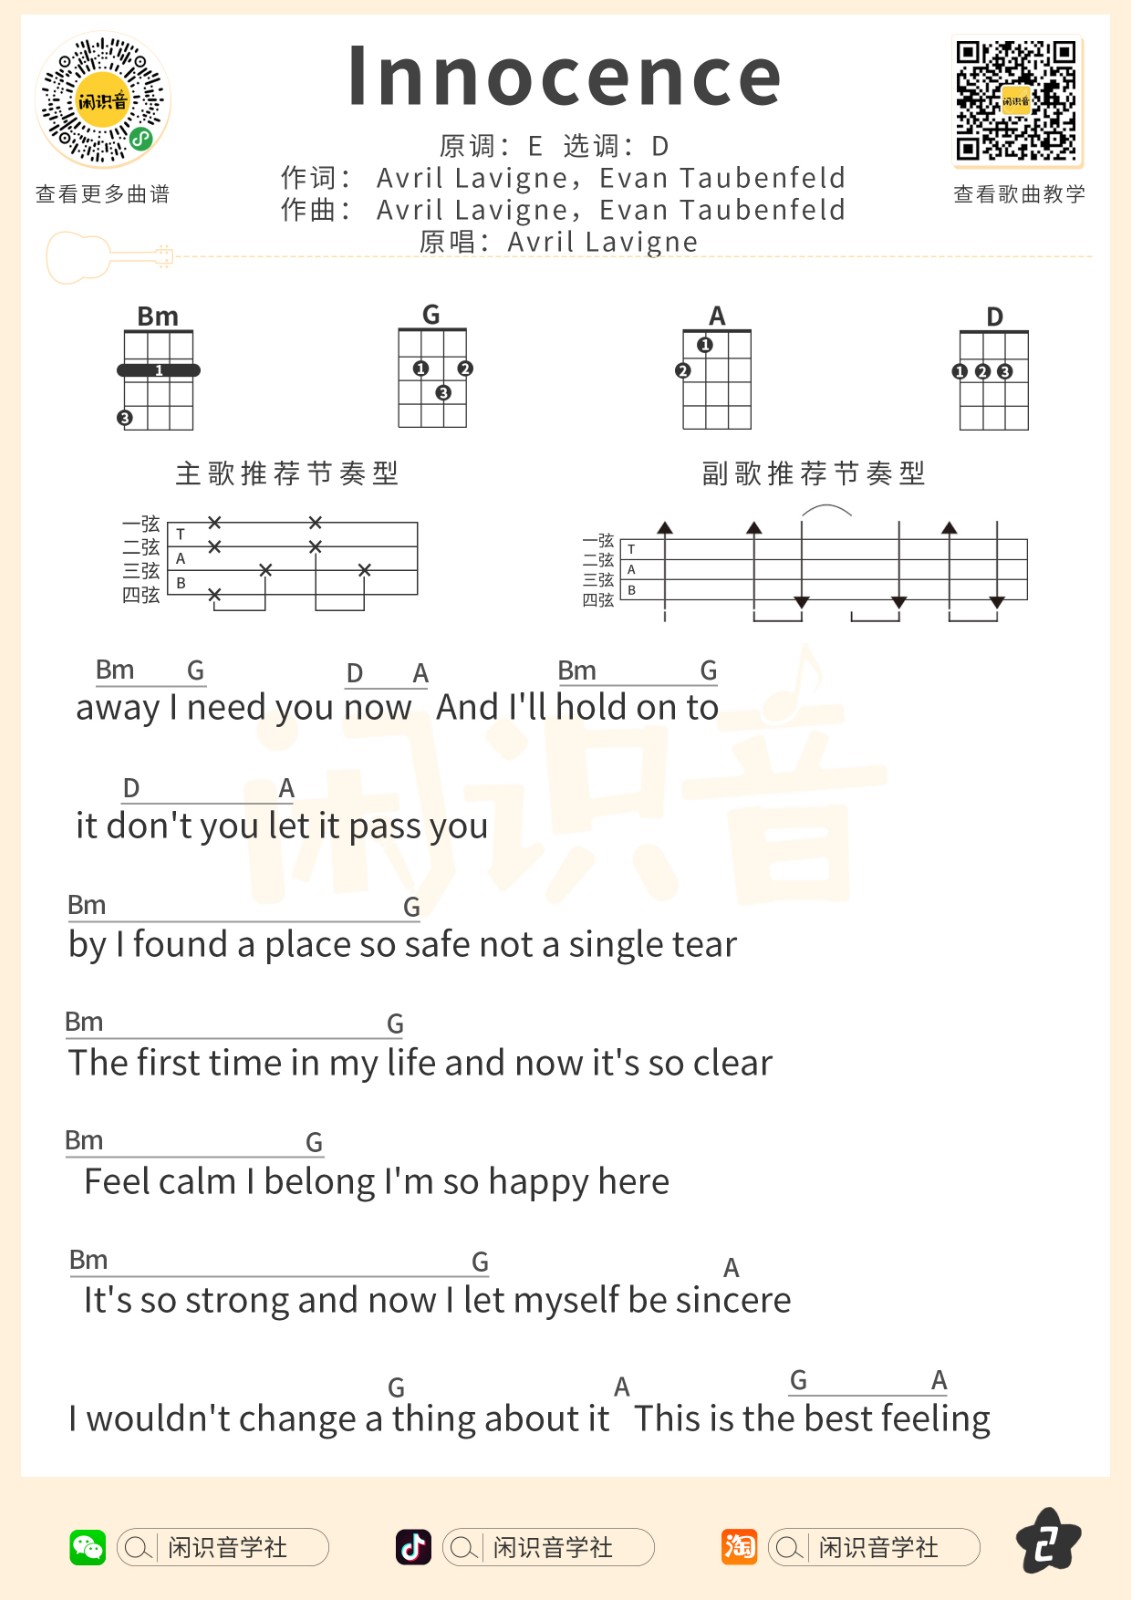 闲识音
查看更多曲谱
Innocence
原调：E 选调：D
作词： Avril Lavigne，Evan Taubenfeld
作曲： Avril Lavigne，Evan Taubenfeld
原唱：Avril Lavigne
闲识音
查看歌曲教学
Bm G A D
1 3
1 2 3
1 2
1 2 3
主歌推荐节奏型
副歌推荐节奏型
一弦 T
二弦 A
三弦 B
四弦
一弦 T
二弦 A
三弦 B
四弦
Bm G D A Bm G
away I need you now And I'll hold on to
D A
it don't you let it pass you
Bm G
by I found a place so safe not a single tear
Bm G
The first time in my life and now it's so clear
Bm G
Feel calm I belong I'm so happy here
Bm G A
It's so strong and now I let myself be sincere
G A G A
I wouldn't change a thing about it This is the best feeling
闲识音
闲识音学社
闲识音学社
淘 闲识音学社
2